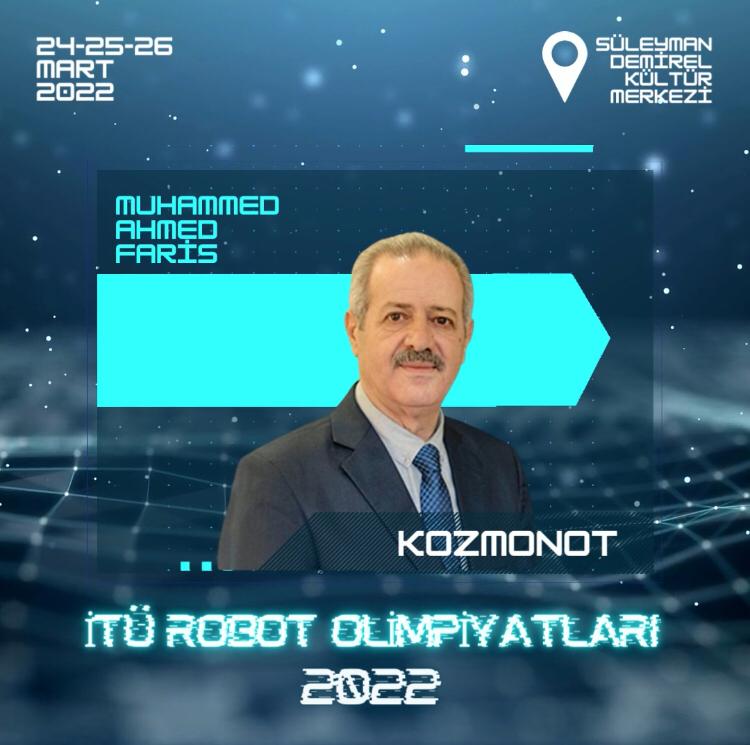 24-25-26
MART
2022
SÜLEYMAN
DEMİREL
KÜLTÜR
MERKEZİ
MUHAMMED
AHMED
FARİS
KOZMONOT
İTÜ ROBOT OLİMPİYATLARI
2022